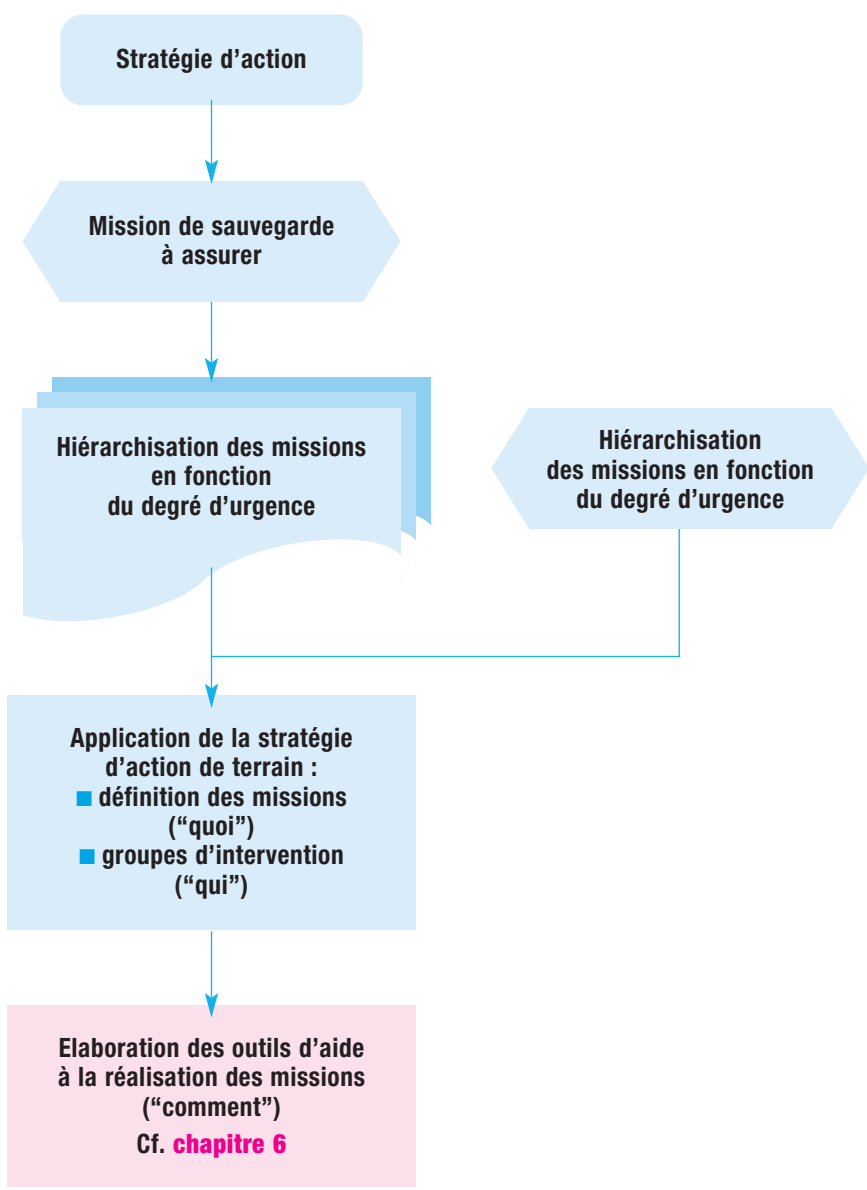 Stratégie d’action
Mission de sauvegarde
à assurer
Hiérarchisation des missions
en fonction
du degré d’urgence
Hiérarchisation
des missions en fonction
du degré d’urgence
Application de la stratégie
d’action de terrain :
■ définition des missions
(“quoi”)
■ groupes d’intervention
(“qui”)
Elaboration des outils d’aide
à la réalisation des missions
(“comment”)
Cf. chapitre 6